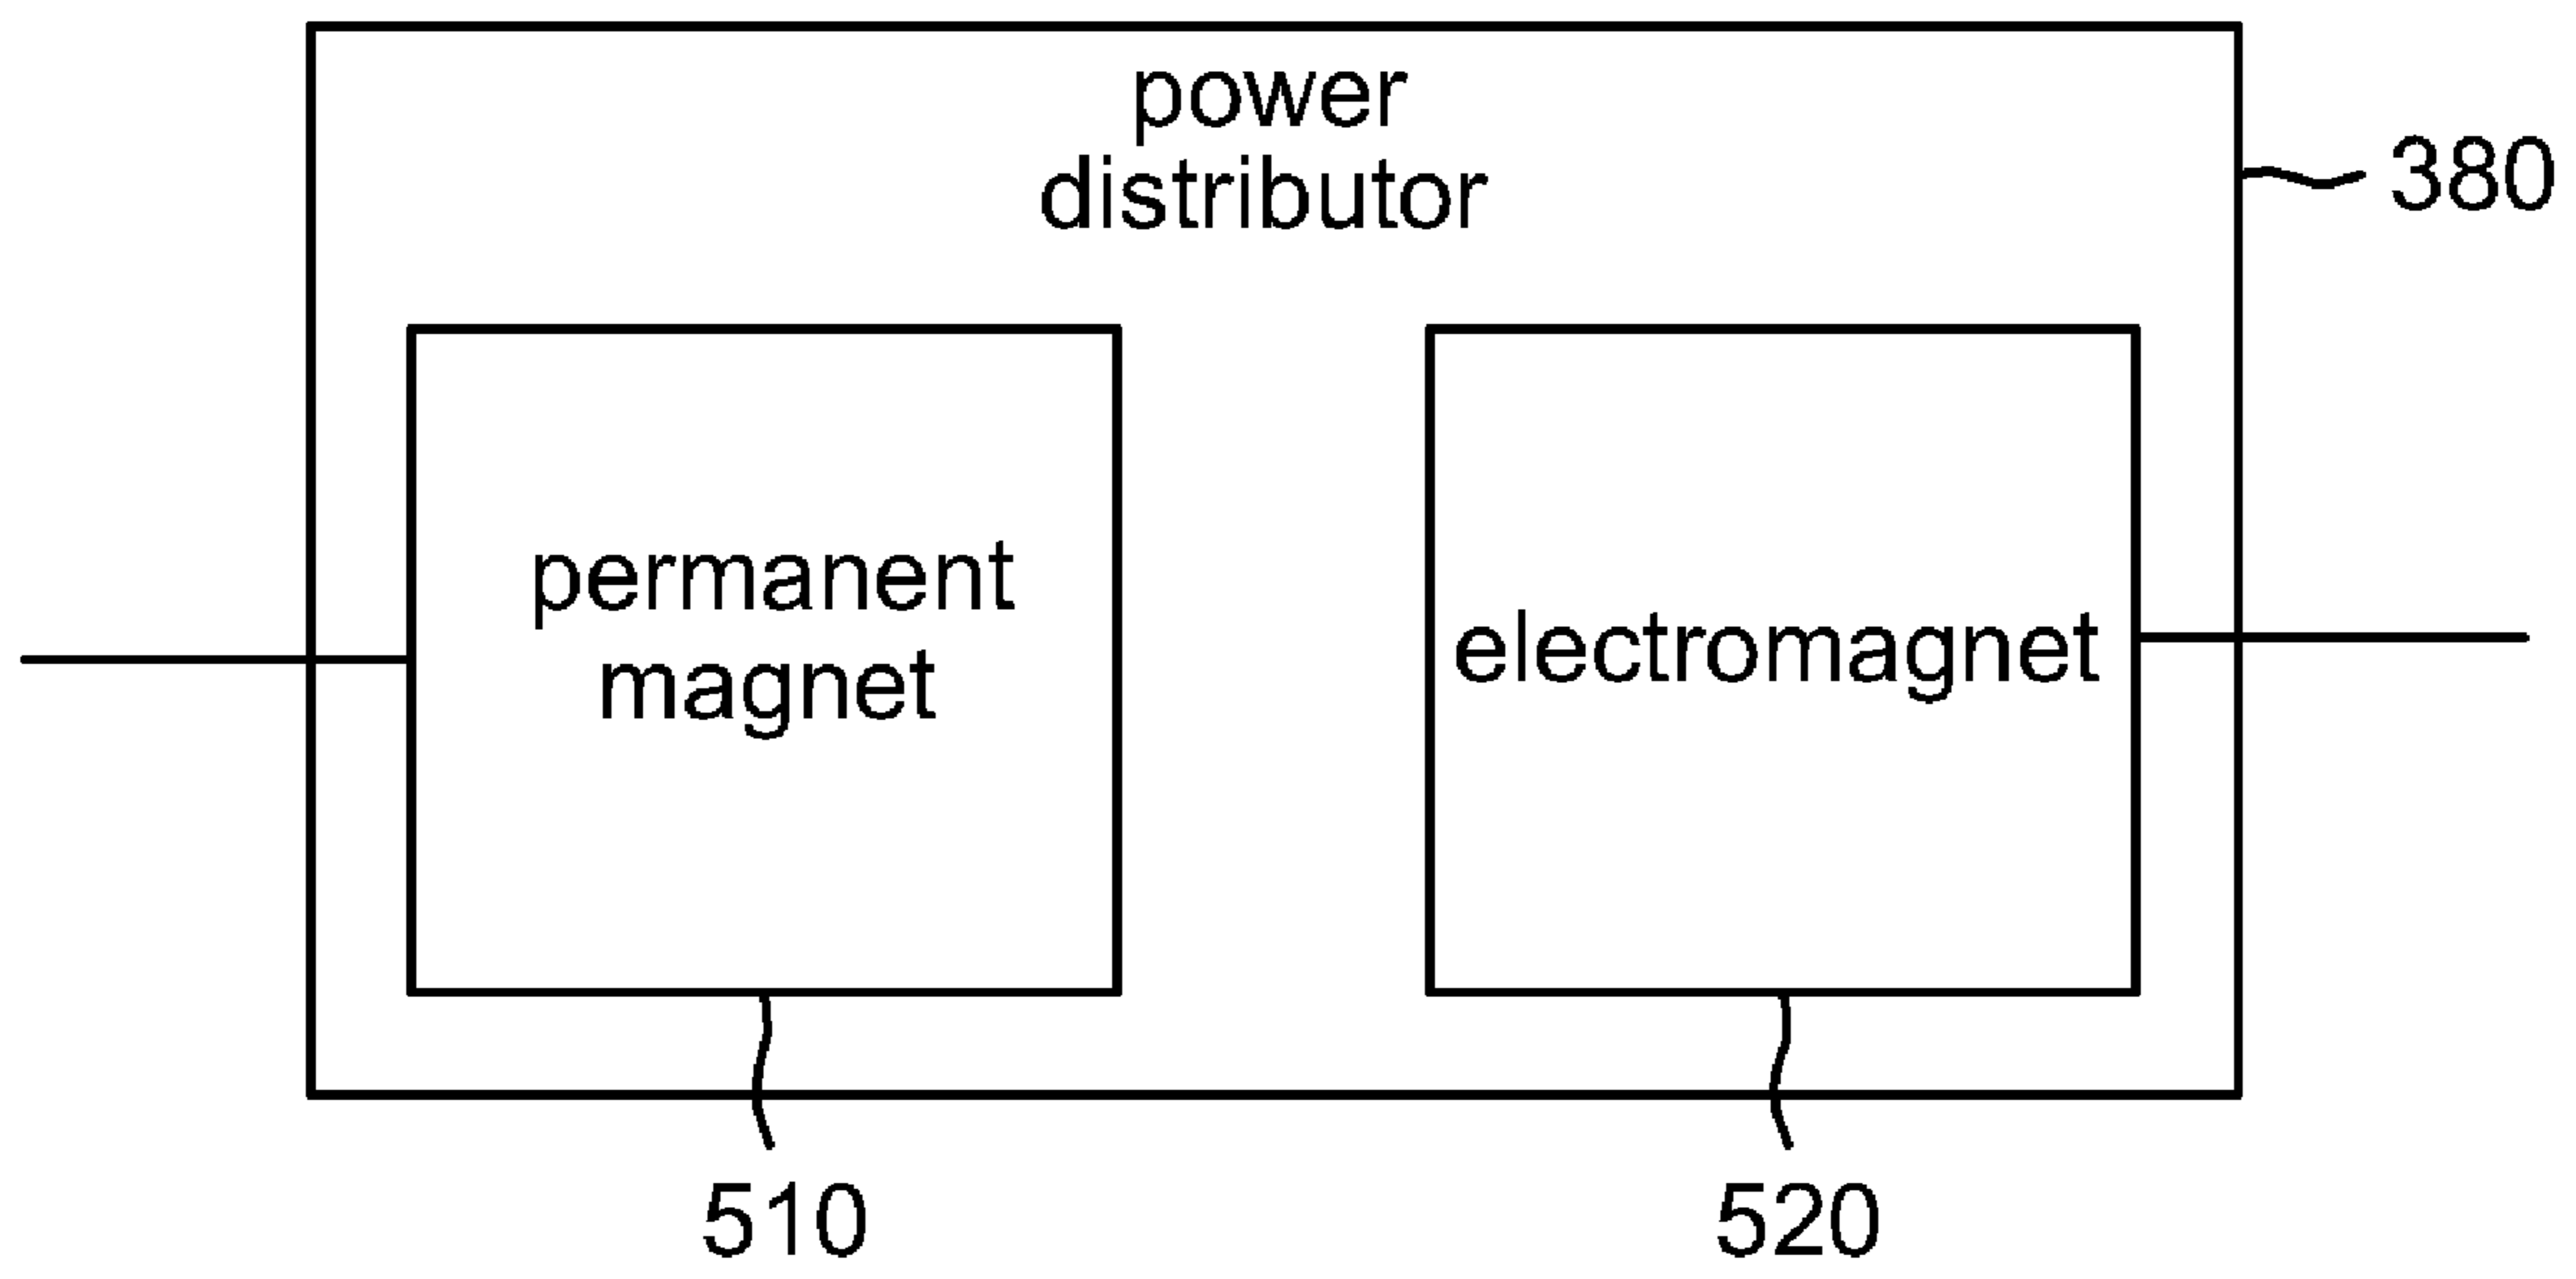 power
distributor
380
permanent
magnet
electromagnet
510
520